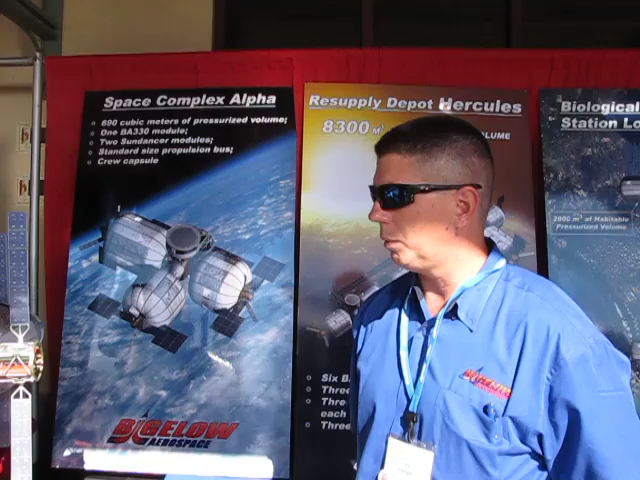 Space Complex Alpha
690 cubic meters of pressurized volume;
One BA330 module;
Two Sundancer modules;
Standard size propulsion bus;
Crew capsule
BIGELOW
AEROSPACE
Resupply Depot Hercules
8300 m³
VOLUME
Six
Three
Thre
each
Three
BIGELOW
Biological
Station Lo
2800 m³ of Habitable
Pressurized Volume